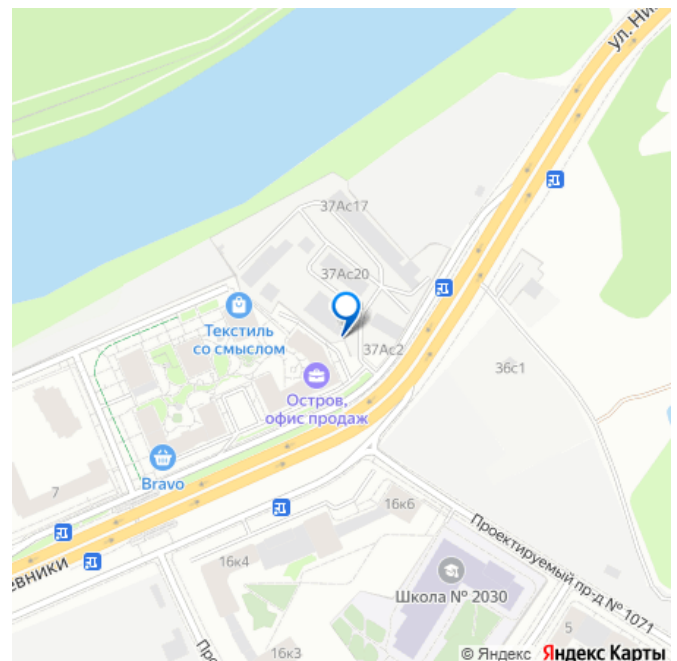 ул. Ни
37Ас17
37Ас20
Текстиль
со смыслом
37Ас2
36с1
Остров,
офис продаж
Bravo
7
16к6
Проектируемый пр-д № 1071
евники
16к4
Школа № 2030
Про
5
16к3
© Яндекс Яндекс Карты